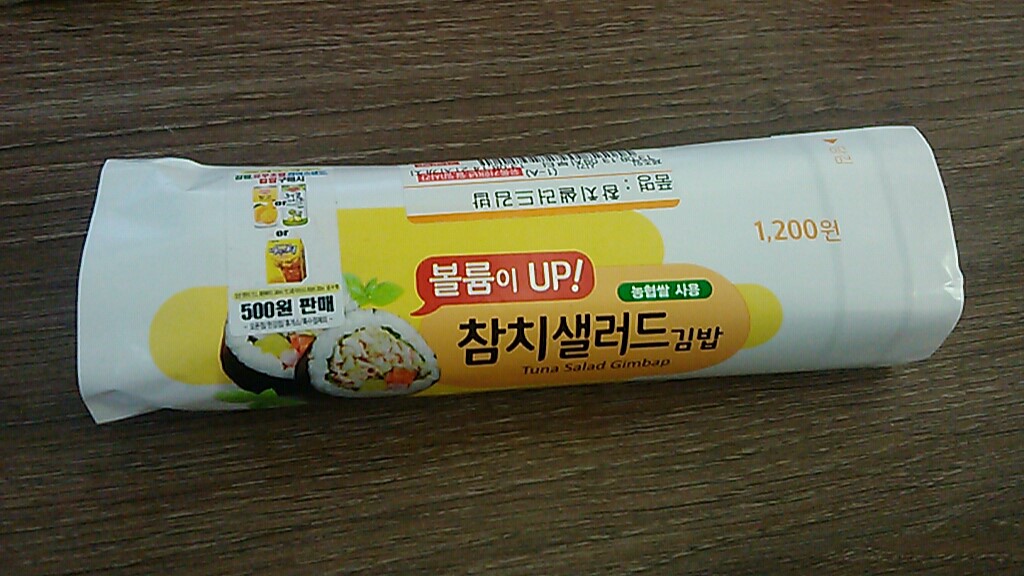 품명 : 참치샐러드김밥
1,200원
볼륨이 UP!
농협쌀 사용
참치샐러드김밥
Tuna Salad Gimbap
or
or
500원 판매